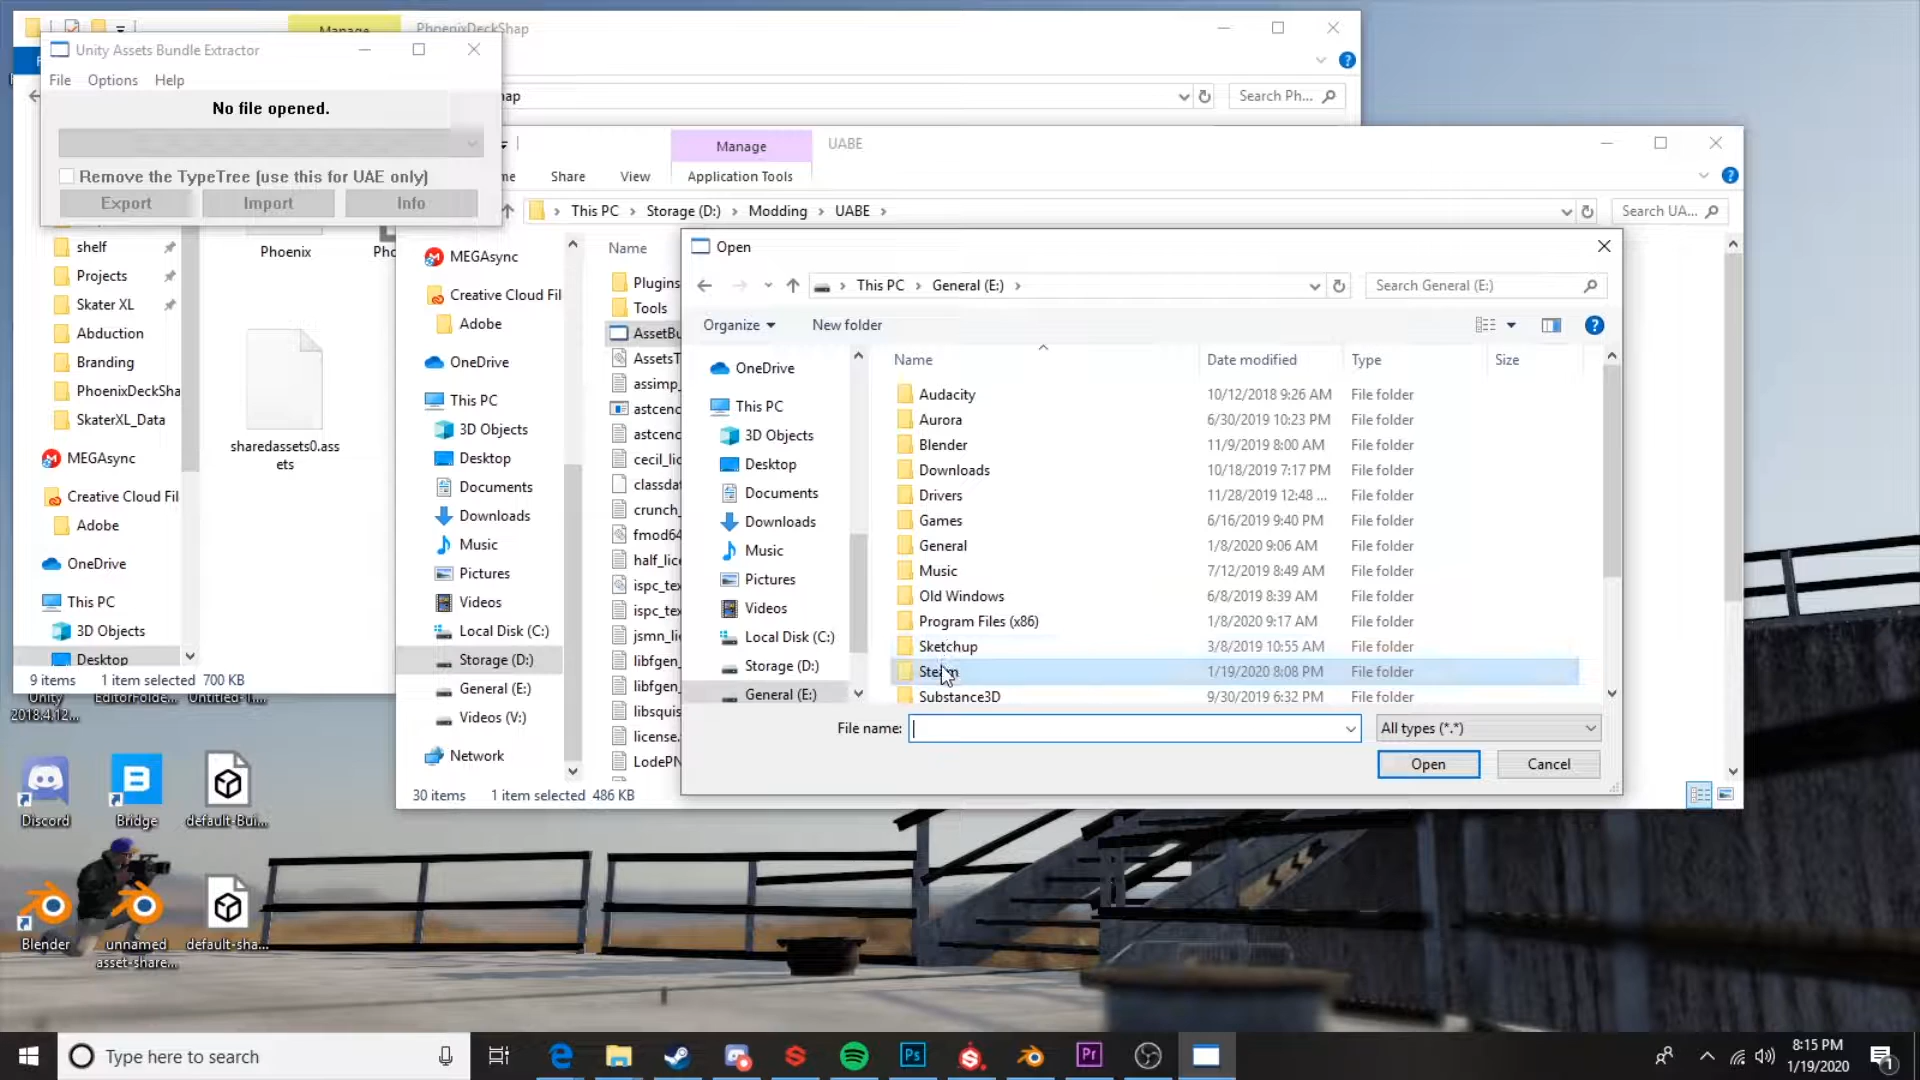 Manage
PhoenixDeckShap
Unity Assets Bundle Extractor
File Options Help
No file opened.
Remove the TypeTree (use this for UAE only)
Export Import Info
Search Ph...
Manage
UABE
Share View Application Tools
This PC > Storage (D:) > Modding > UABE >
Search UA...
shelf
Projects
Skater XL
Abduction
Branding
PhoenixDeckSha
SkaterXL_Data
MEGAsync
Creative Cloud Fil
Adobe
OneDrive
This PC
3D Objects
Desktop
9 items 1 item selected 700 KB
Phoenix
sharedassets0.ass
ets
MEGAsync
Creative Cloud Fil
Adobe
OneDrive
This PC
3D Objects
Desktop
Documents
Downloads
Music
Pictures
Videos
Local Disk (C:)
Storage (D:)
General (E:)
Videos (V:)
Network
30 items 1 item selected 486 KB
Name
Plugins
Tools
AssetBu
AssetsT
assimp_
astcenc
astcenc
cecil_lic
classdat
crunch_
fmod64
half_lice
ispc_tex
ispc_tex
jsmn_lic
libfgen_
libfgen_
libsquis
license.
LodePN
Open
This PC > General (E:) >
Search General (E:)
Organize New folder
OneDrive
This PC
3D Objects
Desktop
Documents
Downloads
Music
Pictures
Videos
Local Disk (C:)
Storage (D:)
General (E:)
Name Date modified Type Size
Audacity 10/12/2018 9:26 AM File folder
Aurora 6/30/2019 10:23 PM File folder
Blender 11/9/2019 8:00 AM File folder
Downloads 10/18/2019 7:17 PM File folder
Drivers 11/28/2019 12:48 ... File folder
Games 6/16/2019 9:40 PM File folder
General 1/8/2020 9:06 AM File folder
Music 7/12/2019 8:49 AM File folder
Old Windows 6/8/2019 8:39 AM File folder
Program Files (x86) 1/8/2020 9:17 AM File folder
Sketchup 3/8/2019 10:55 AM File folder
Steam 1/19/2020 8:08 PM File folder
Substance3D 9/30/2019 6:32 PM File folder
File name:
All types (*.*)
Open Cancel
Unity
2018.4.12...
EditorFolde...
Untitled-1....
Discord
Bridge
default-Bui...
Blender
unnamed
asset-share...
default-sha...
Type here to search
8:15 PM
1/19/2020
1